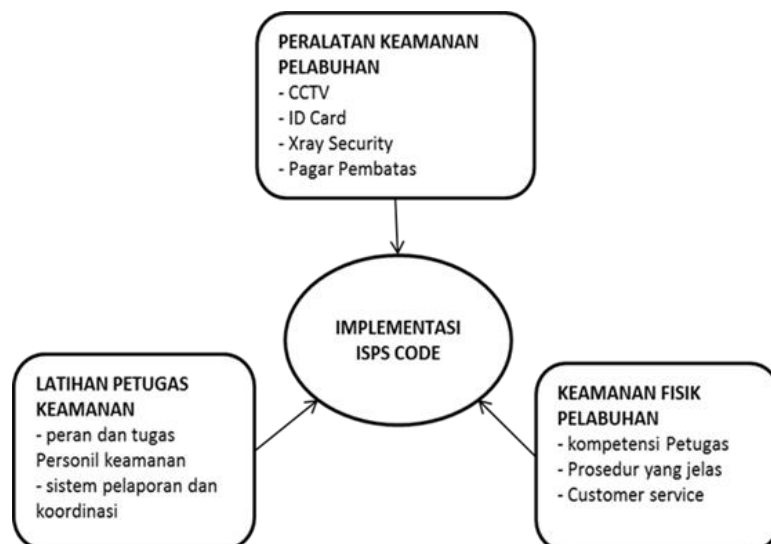 PERALATAN KEAMANAN
PELABUHAN
- CCTV
- ID Card
- Xray Security
- Pagar Pembatas
IMPLEMENTASI
ISPS CODE
LATIHAN PETUGAS
KEAMANAN
- peran dan tugas
Personil keamanan
- sistem pelaporan dan
koordinasi
KEAMANAN FISIK
PELABUHAN
- kompetensi Petugas
- Prosedur yang jelas
- Customer service